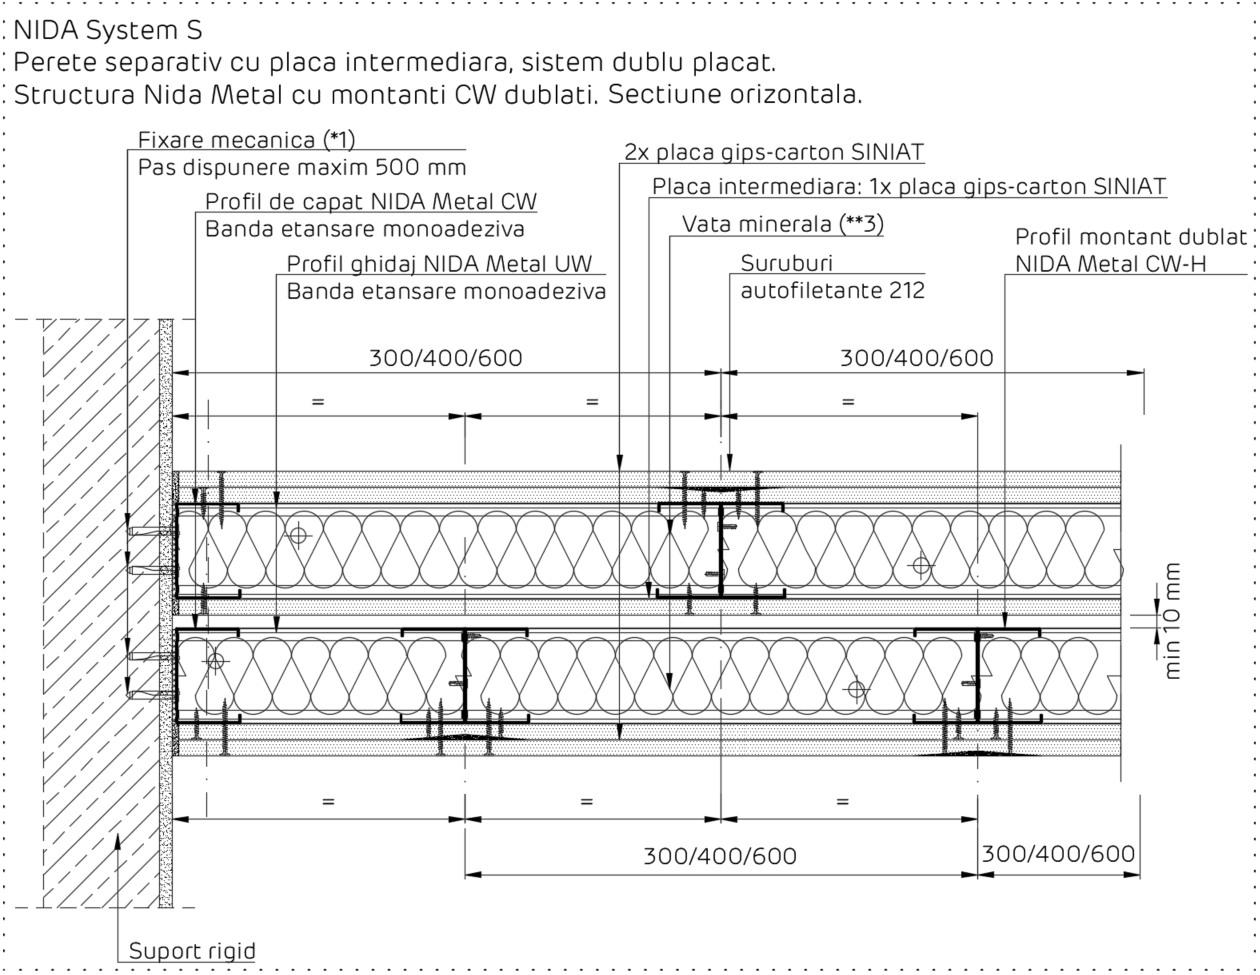 NIDA System S
Perete separativ cu placa intermediara, sistem dublu placat.
Structura Nida Metal cu montanti CW dublati. Sectiune orizontala.
Fixare mecanica (*1)
Pas dispunere maxim 500 mm
2x placa gips-carton SINIAT
Placa intermediara: 1x placa gips-carton SINIAT
Profil de capat NIDA Metal CW
Banda etansare monoadeziva
Vata minerala (**3)
Profil montant dublat
NIDA Metal CW-H
Profil ghidaj NIDA Metal UW
Banda etansare monoadeziva
Suruburi
autofiletante 212
300/400/600
300/400/600
=
=
=
min 10 mm
=
=
=
300/400/600
300/400/600
Suport rigid